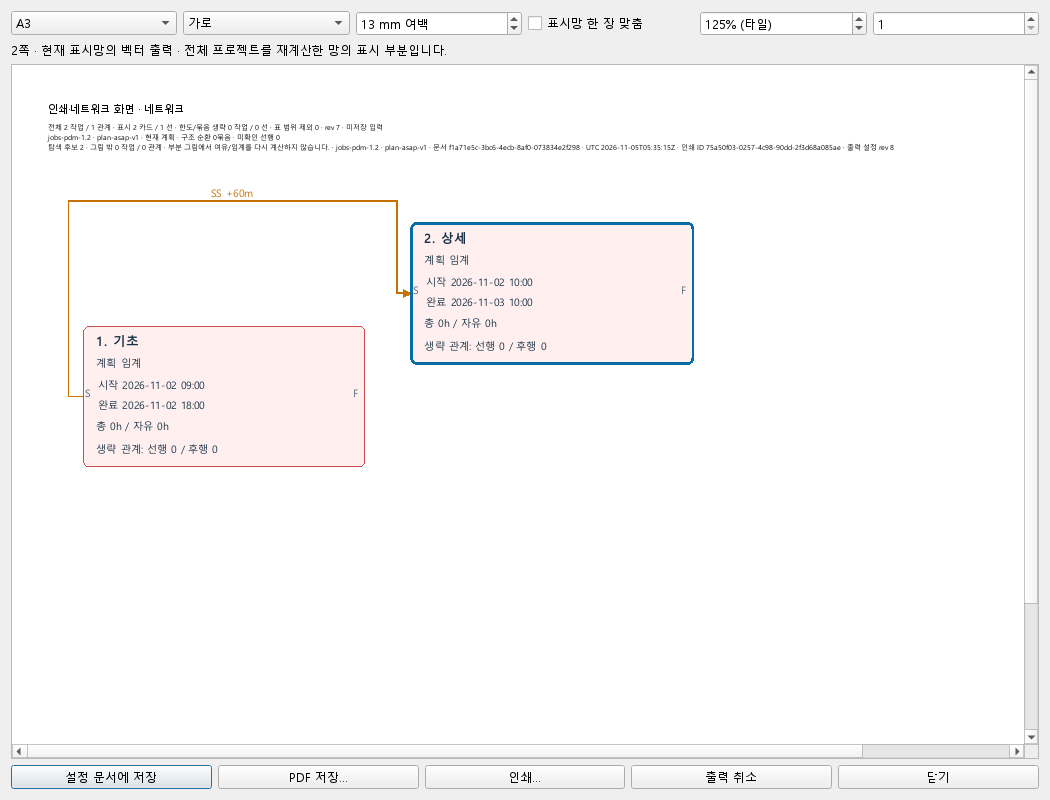 A3
가로
13 mm 여백
표시망 한 장 맞춤
125% (타일)
1
2쪽 · 현재 표시망의 벡터 출력 · 전체 프로젝트를 재계산한 망의 표시 부분입니다.
인쇄네트워크 화면 · 네트워크
전체 2 작업 / 1 관계 · 표시 2 카드 / 1 선 · 한도/묶음 생략 0 작업 / 0 선 · 표 범위 제외 0 · rev 7 · 미저장 입력
jobs-pdm-1.2 · plan-asap-v1 · 현재 계획 · 구조 순환 0묶음 · 미확인 선행 0
탐색 후보 2 · 그림 밖 0 작업 / 0 관계 · 부분 그림에서 여유/임계를 다시 계산하지 않습니다. · jobs-pdm-1.2 · plan-asap-v1 · 문서 f1a71e5c-3bc6-4ecb-8af0-073834e2f298 · UTC 2026-11-05T05:35:15Z · 인쇄 ID 75a50f03-0257-4c98-90dd-2f3d68a085ae · 출력 설정 rev 8
SS +60m
2. 상세
계획 임계
시작 2026-11-02 10:00
S
F
완료 2026-11-03 10:00
총 0h / 자유 0h
생략 관계: 선행 0 / 후행 0
1. 기초
계획 임계
시작 2026-11-02 09:00
S
F
완료 2026-11-02 18:00
총 0h / 자유 0h
생략 관계: 선행 0 / 후행 0
설정 문서에 저장
PDF 저장...
인쇄...
출력 취소
닫기